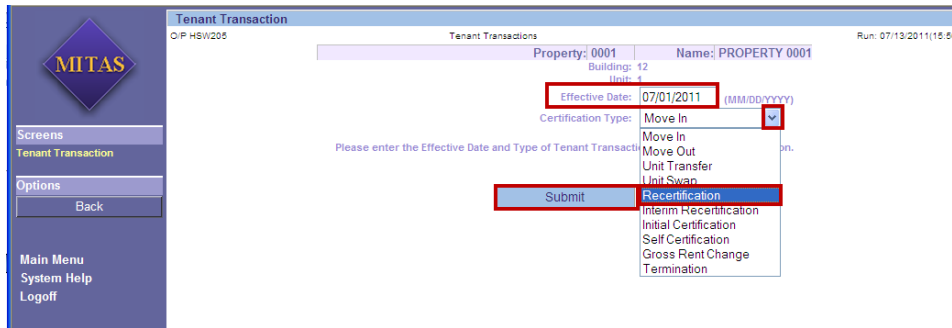 MITAS
Screens
Tenant Transaction
Options
Back
Main Menu
System Help
Logoff
Tenant Transaction
O/P HSW205 Tenant Transactions Run: 07/13/2011(15:5
Property: 0001 Name: PROPERTY 0001
Building: 12
Unit: 1
Effective Date: 07/01/2011 (MM/DD/YYYY)
Certification Type: Move In
Please enter the Effective Date and Type of Tenant Transacti on.
Submit
Move In
Move Out
Unit Transfer
Unit Swap
Recertification
Interim Recertification
Initial Certification
Self Certification
Gross Rent Change
Termination